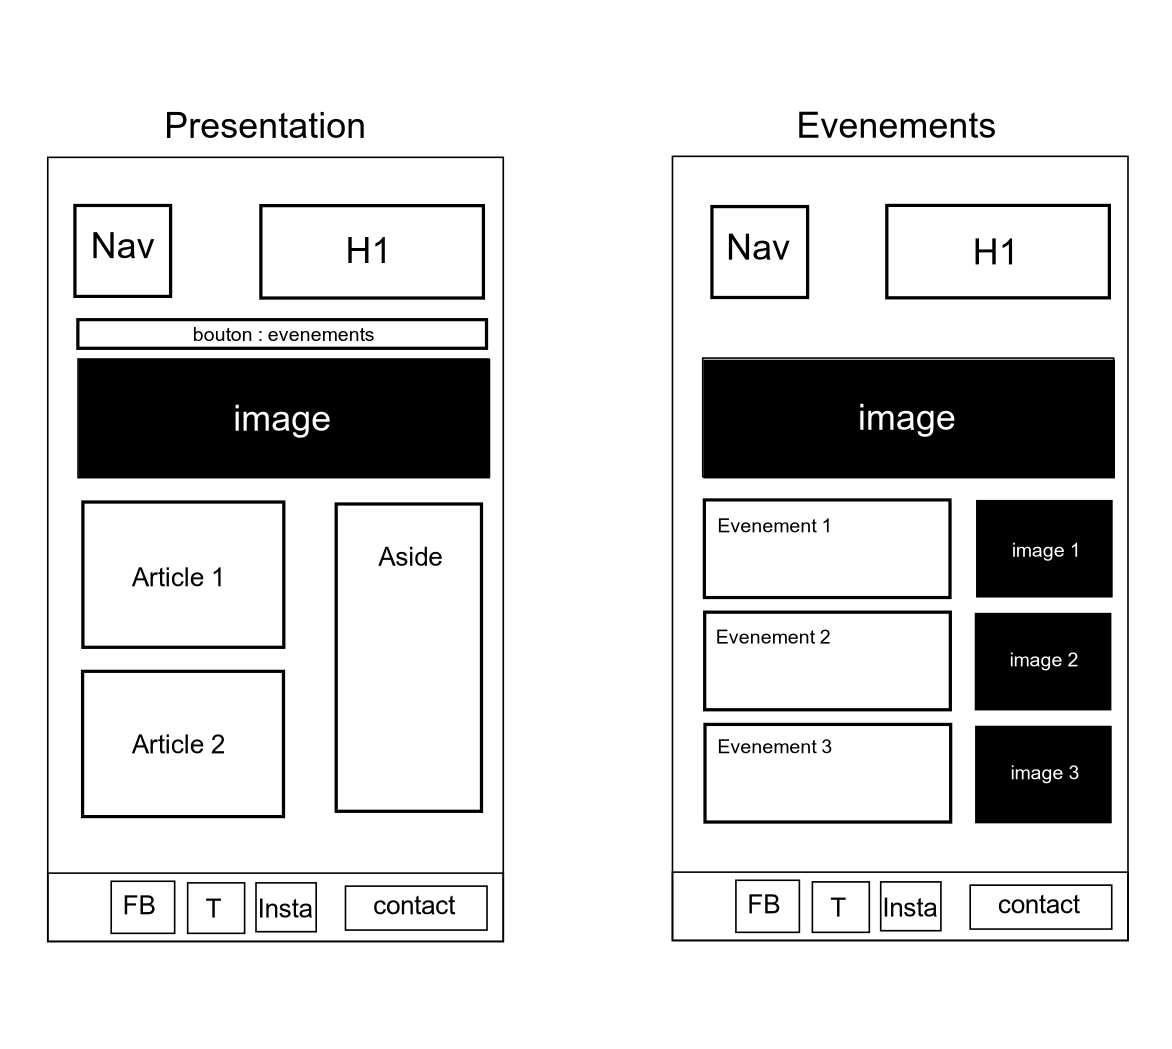 Presentation
Nav
H1
bouton : evenements
image
Article 1
Aside
Article 2
FB
T
Insta
contact
Evenements
Nav
H1
image
Evenement 1
image 1
Evenement 2
image 2
Evenement 3
image 3
FB
T
Insta
contact